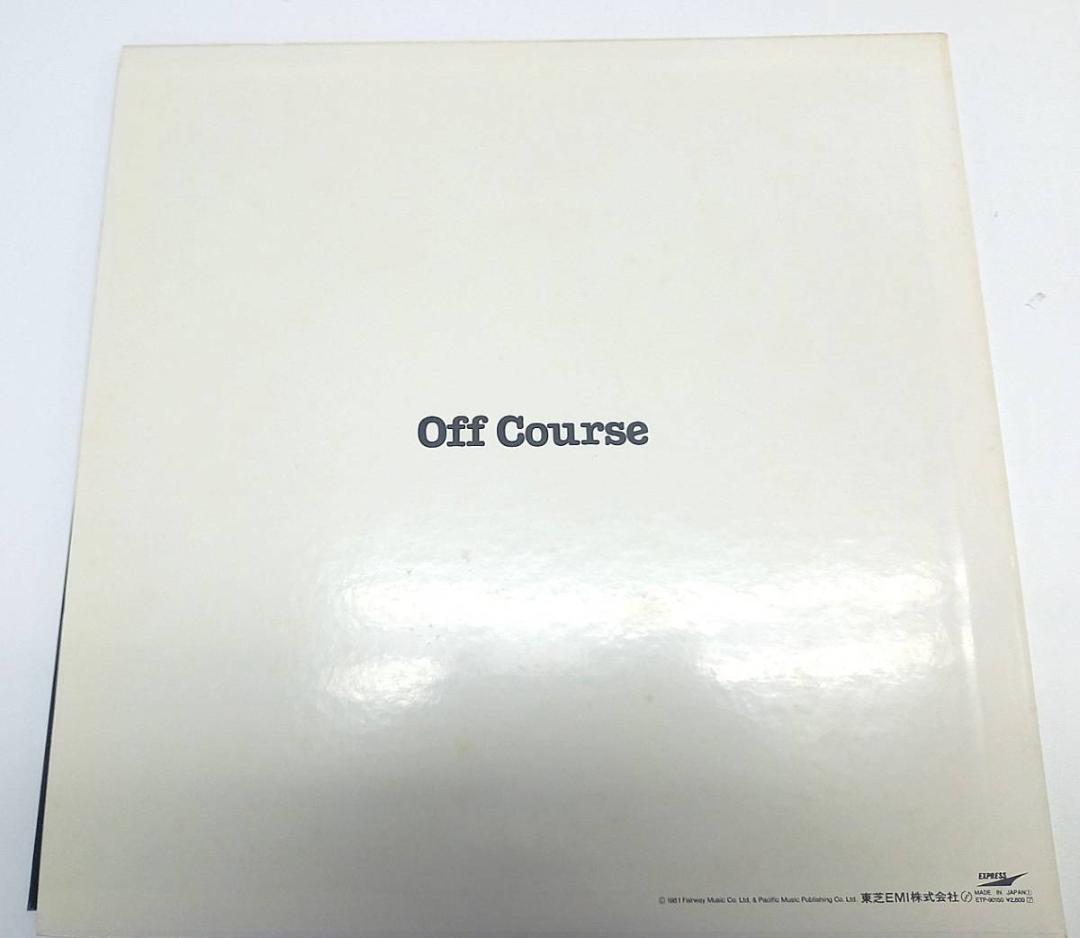 Off Course
EXPRESS
© 1981 Fairway Music Co. Ltd, & Pacific Music Publishing Co. Ltd. 東芝EMI株式会社 MADE IN JAPAN
ETP-90150 ¥2,800